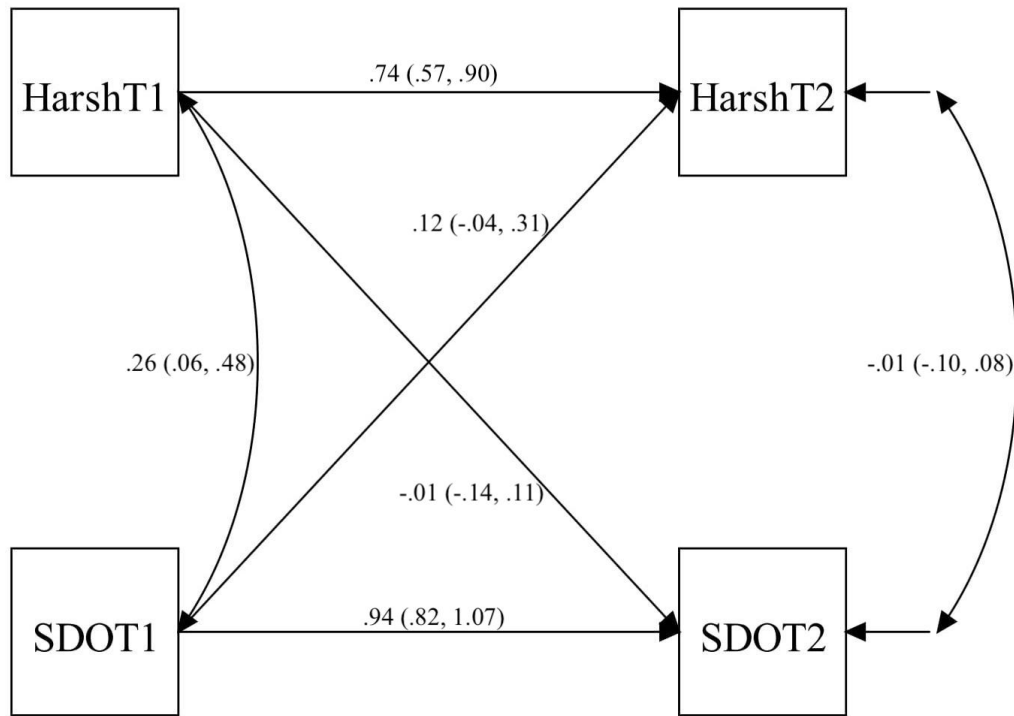 HarshT1
.74 (.57, .90)
HarshT2
.12 (-.04, .31)
.26 (.06, .48)
-.01 (-.10, .08)
-.01 (-.14, .11)
SDOT1
.94 (.82, 1.07)
SDOT2